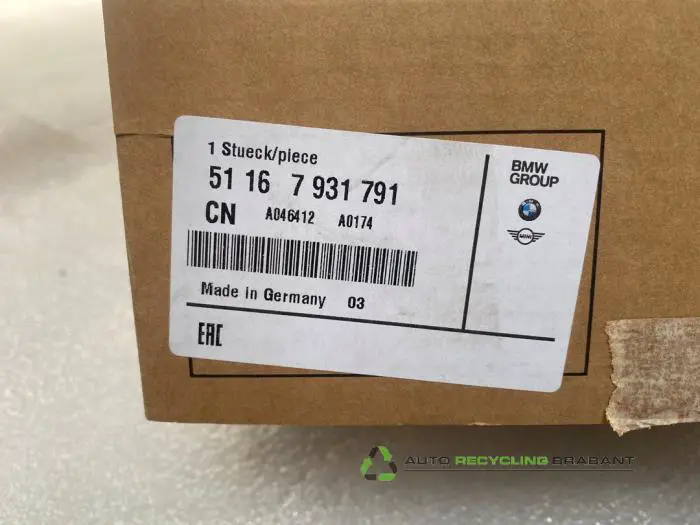 1 Stueck/piece
51 16 7 931 791
CN A046412 A0174
Made in Germany 03
EAC
BMW
GROUP
MINI
AUTO RECYCLING BRABANT